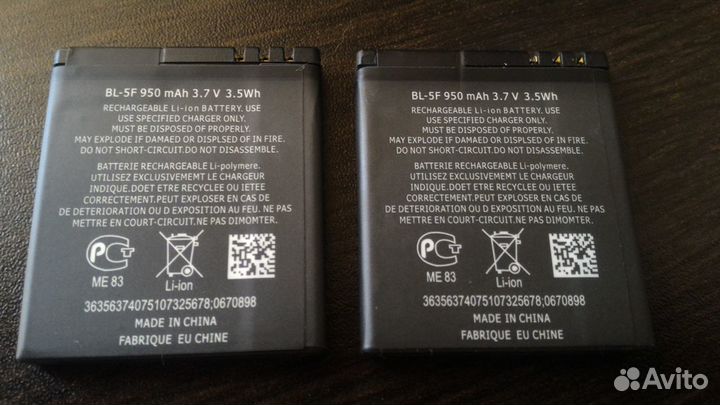 BL-5F 950 mAh 3.7 V 3.5Wh
RECHARGEABLE Li-ion BATTERY. USE
USE SPECIFIED CHARGER ONLY.
MUST BE DISPOSED OF PROPERLY.
MAY EXPLODE IF DAMAGED OR DISPLSED OF IN FIRE.
DO NOT SHORT-CIRCUIT.DO NOT DISASSEMBLE.
BATTERIE RECHARGEABLE Li-polymere.
UTILISEZ SEULEMENT LE CHARGEUR
INDIQUE.DOET ETRE RECYCLEE OU IETEE
CORRECTEMENT.PEUT EXPLOSER EN CAS DE
DE DETERIORATION OU D EXPOSITION AU FEU.NE PAS
METTRE EN COURT-CIRCUIT.NE PAS DIMOMTER.
РСТ
ME 83
Li-ion
36356374075107325678;0670898
MADE IN CHINA
FABRIQUE EU CHINE
BL-5F 950 mAh 3.7 V 3.5Wh
RECHARGEABLE Li-ion BATTERY. USE
USE SPECIFIED CHARGER ONLY.
MUST BE DISPOSED OF PROPERLY.
MAY EXPLODE IF DAMAGED OR DISPLSED OF IN FIRE.
DO NOT SHORT-CIRCUIT.DO NOT DISASSEMBLE.
BATTERIE RECHARGEABLE Li-polymere.
UTILISEZ SEULEMENT LE CHARGEUR
INDIQUE.DOET ETRE RECYCLEE OU IETEE
CORRECTEMENT.PEUT EXPLOSER EN CAS DE
DE DETERIORATION OU D EXPOSITION AU FEU.NE PAS
METTRE EN COURT-CIRCUIT.NE PAS DIMOMTER.
РСТ
ME 83
Li-ion
36356374075107325678;0670898
MADE IN CHINA
FABRIQUE EU CHINE
Avito